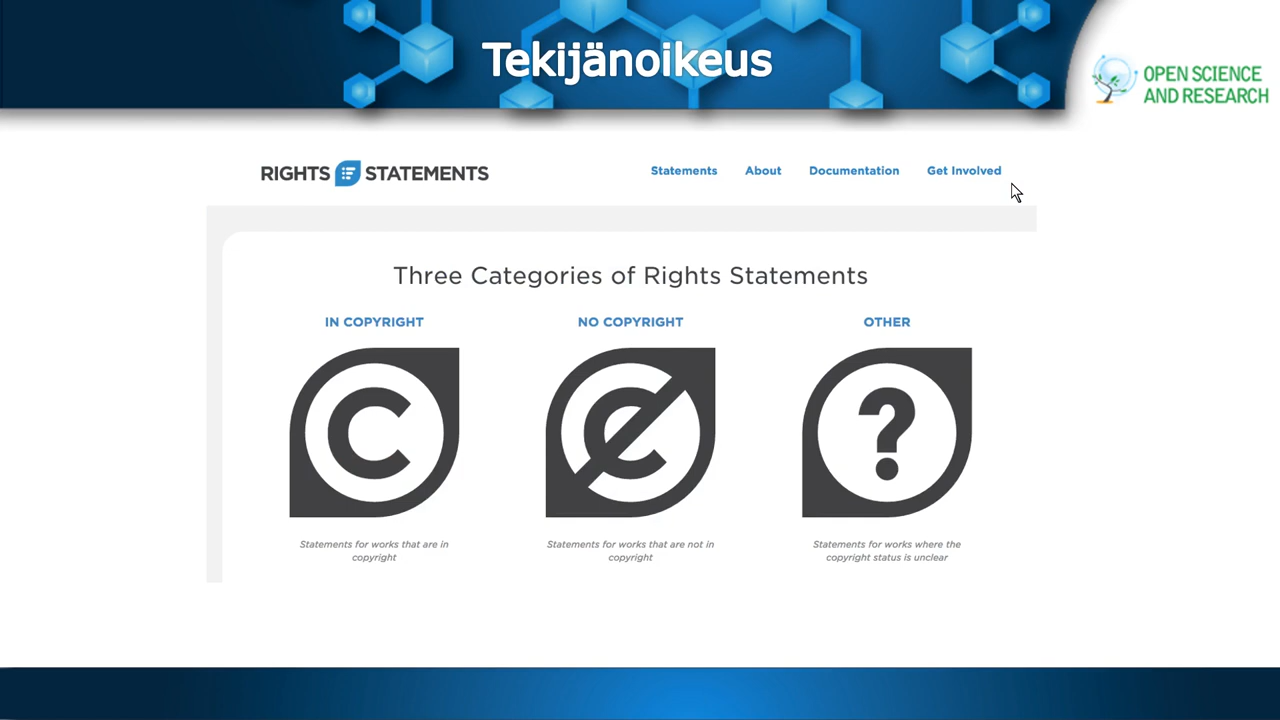 Tekijänoikeus
OPEN SCIENCE
AND RESEARCH
RIGHTS STATEMENTS
Statements About Documentation Get Involved
Three Categories of Rights Statements
IN COPYRIGHT
NO COPYRIGHT
OTHER
C
C
?
Statements for works that are in
copyright
Statements for works that are not in
copyright
Statements for works where the
copyright status is unclear